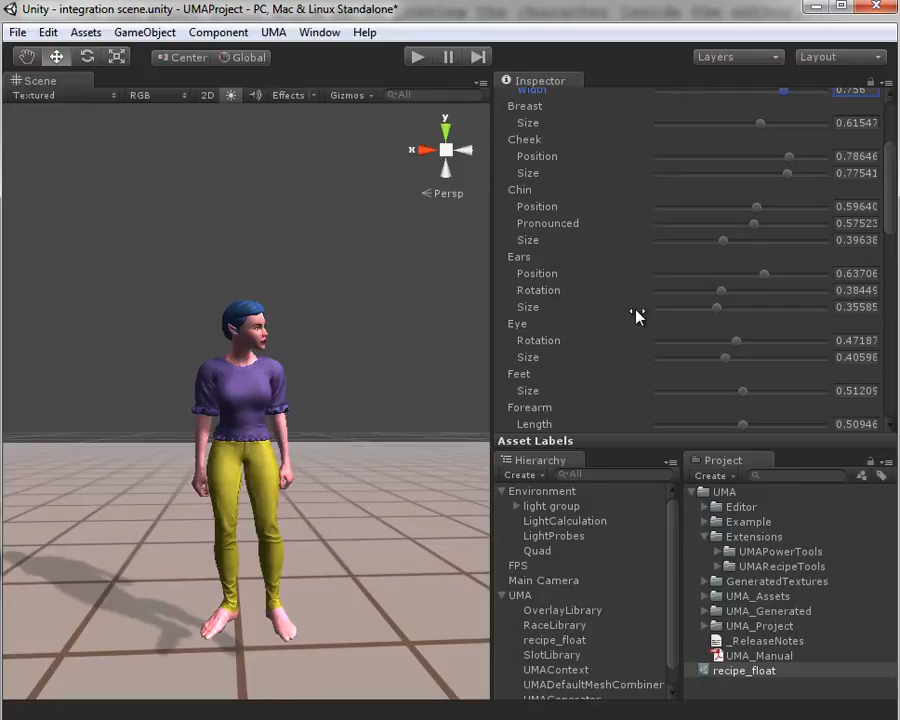 Unity - integration scene.unity - UMAProject - PC, Mac & Linux Standalone*
File Edit Assets GameObject Component UMA Window Help
Center Global Layers Layout
Scene Inspector
Textured RGB 2D Effects Gizmos All
Width 0.756
Breast
Size 0.61547
Cheek
Position 0.78646
Size 0.77541
Chin
Position 0.59640
Pronounced 0.57523
Size 0.39638
Ears
Position 0.63706
Rotation 0.38449
Size 0.35585
Eye
Rotation 0.47187
Size 0.40598
Feet
Size 0.51209
Forearm
Length 0.50946
y
x
Persp
Asset Labels
Hierarchy
Create All
Environment
light group
LightCalculation
LightProbes
Quad
FPS
Main Camera
UMA
OverlayLibrary
RaceLibrary
recipe_float
SlotLibrary
UMAContext
UMADefaultMeshCombiner
Project
Create
UMA
Editor
Example
Extensions
UMAPowerTools
UMARecipeTools
GeneratedTextures
UMA_Assets
UMA_Generated
UMA_Project
_ReleaseNotes
UMA_Manual
recipe_float